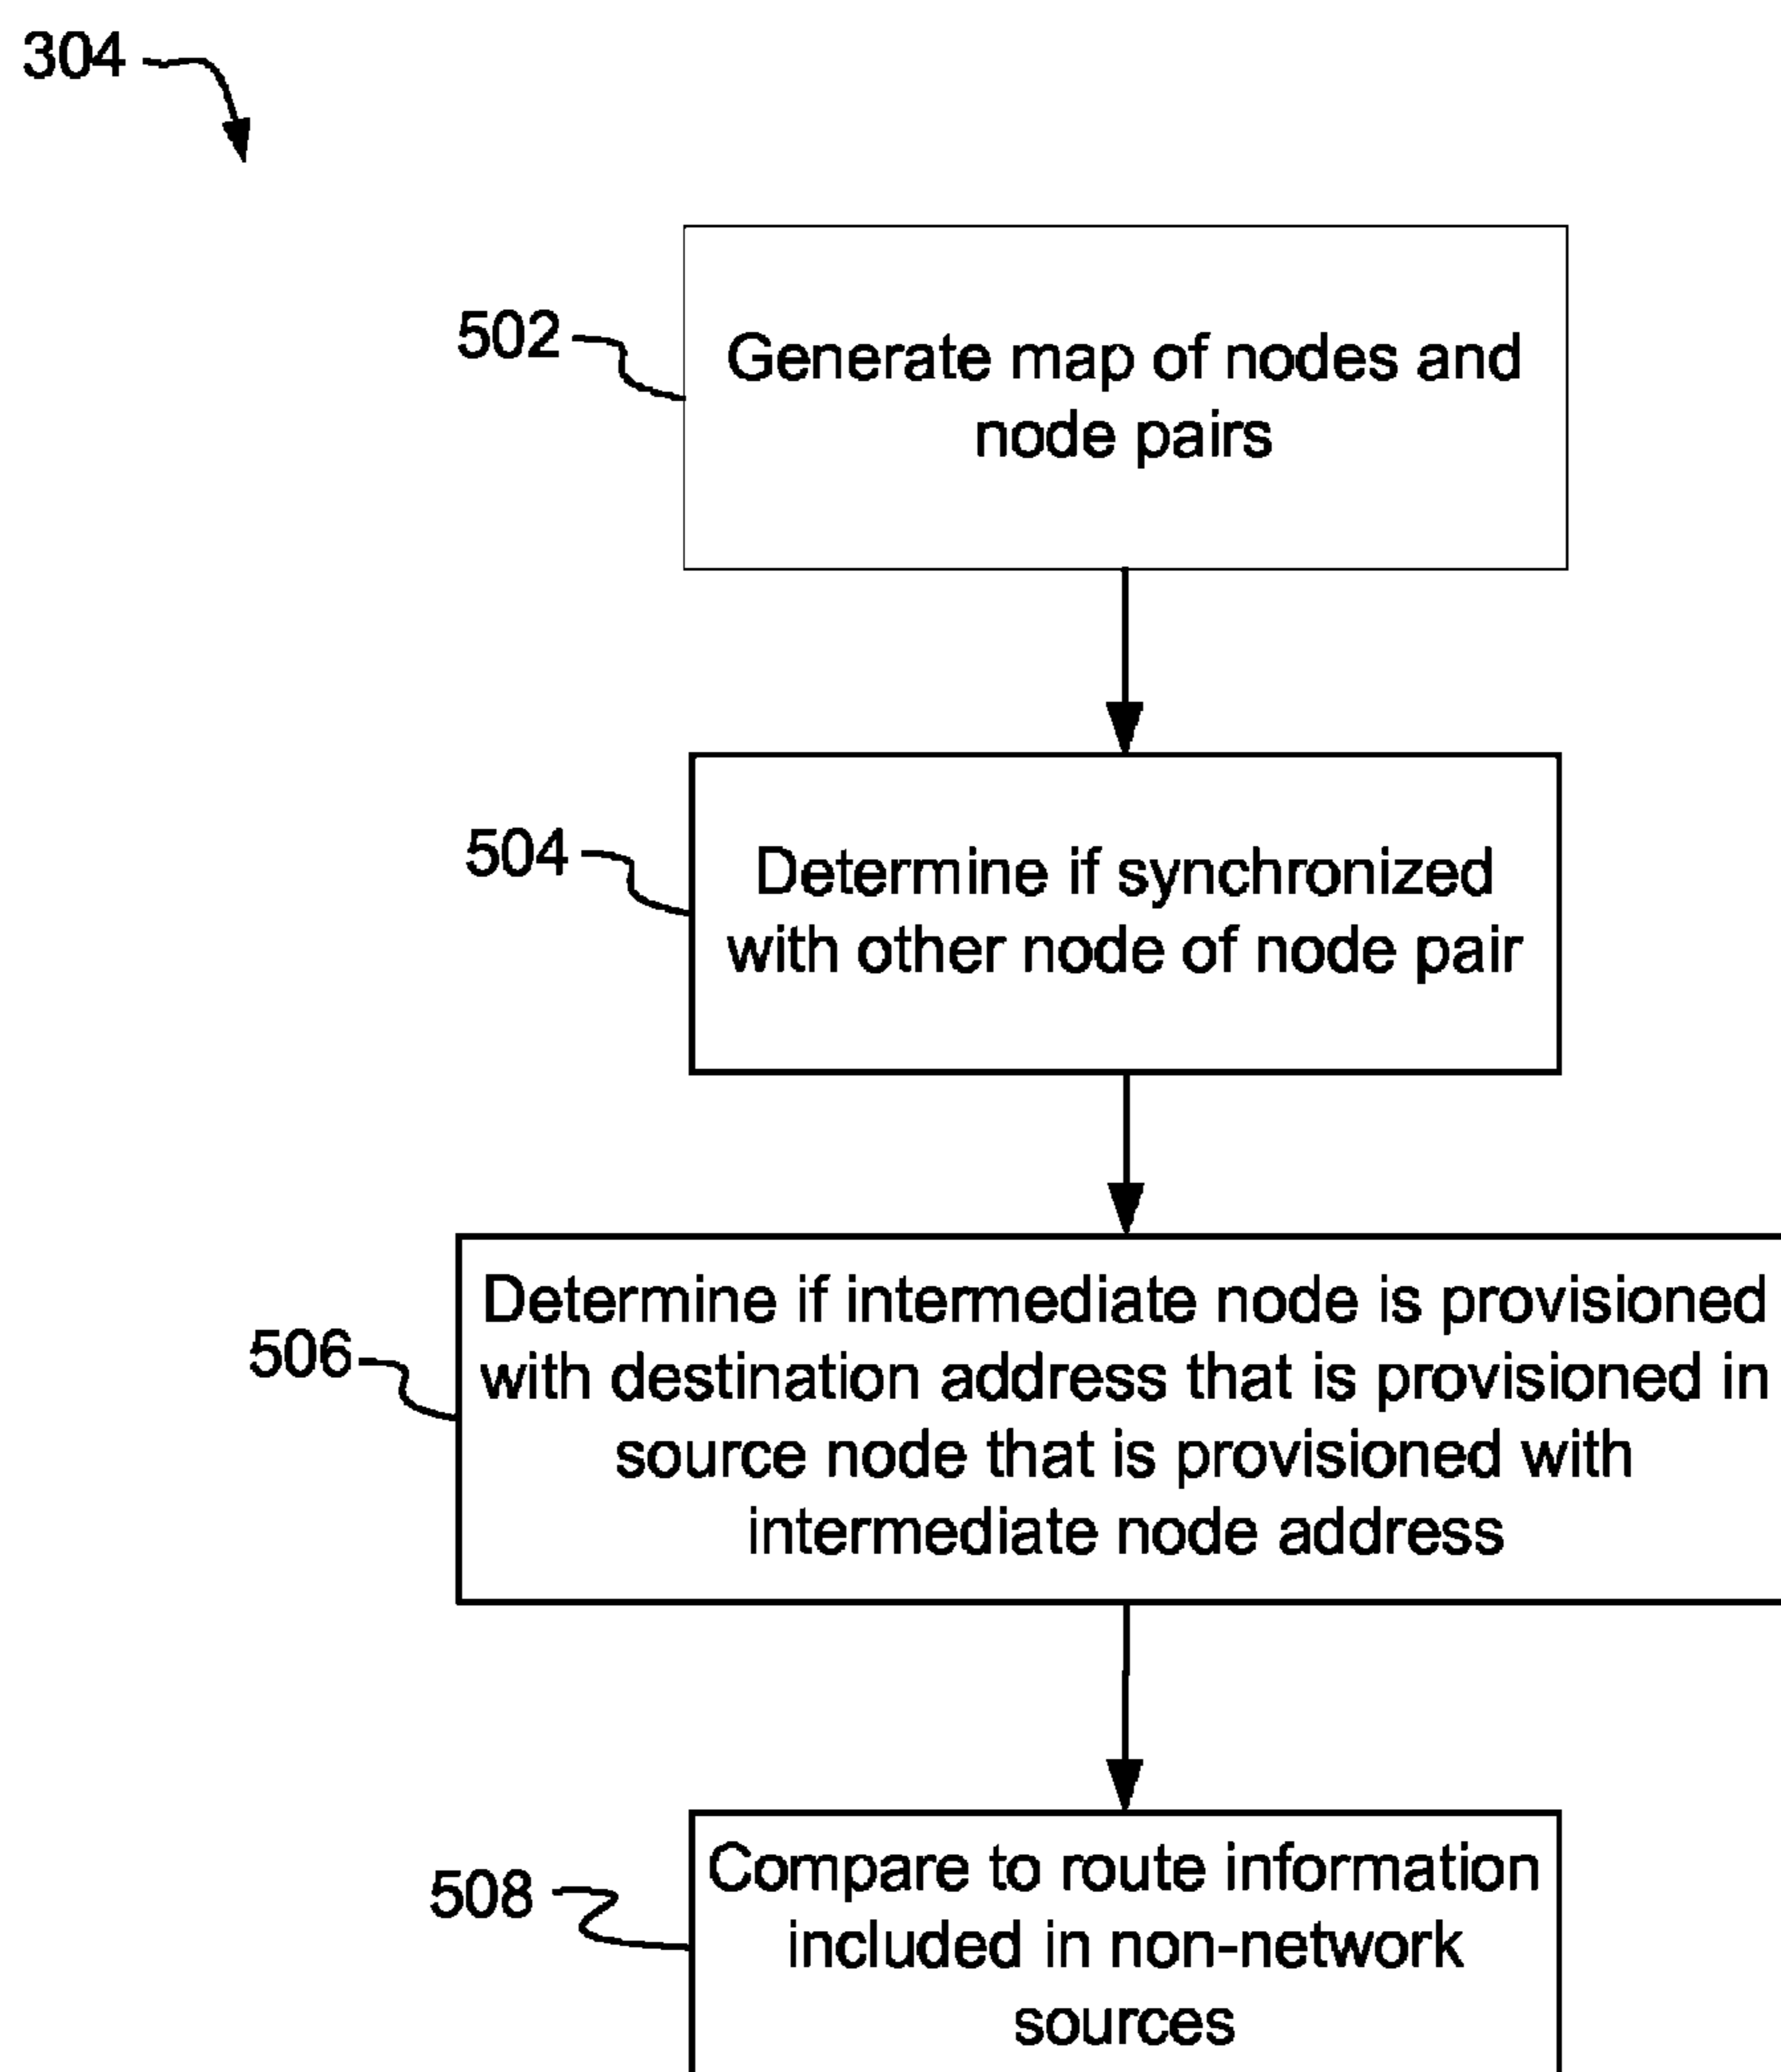 304
502
Generate map of nodes and
node pairs
504
Determine if synchronized
with other node of node pair
506
Determine if intermediate node is provisioned
with destination address that is provisioned in
source node that is provisioned with
intermediate node address
508
Compare to route information
included in non-network
sources